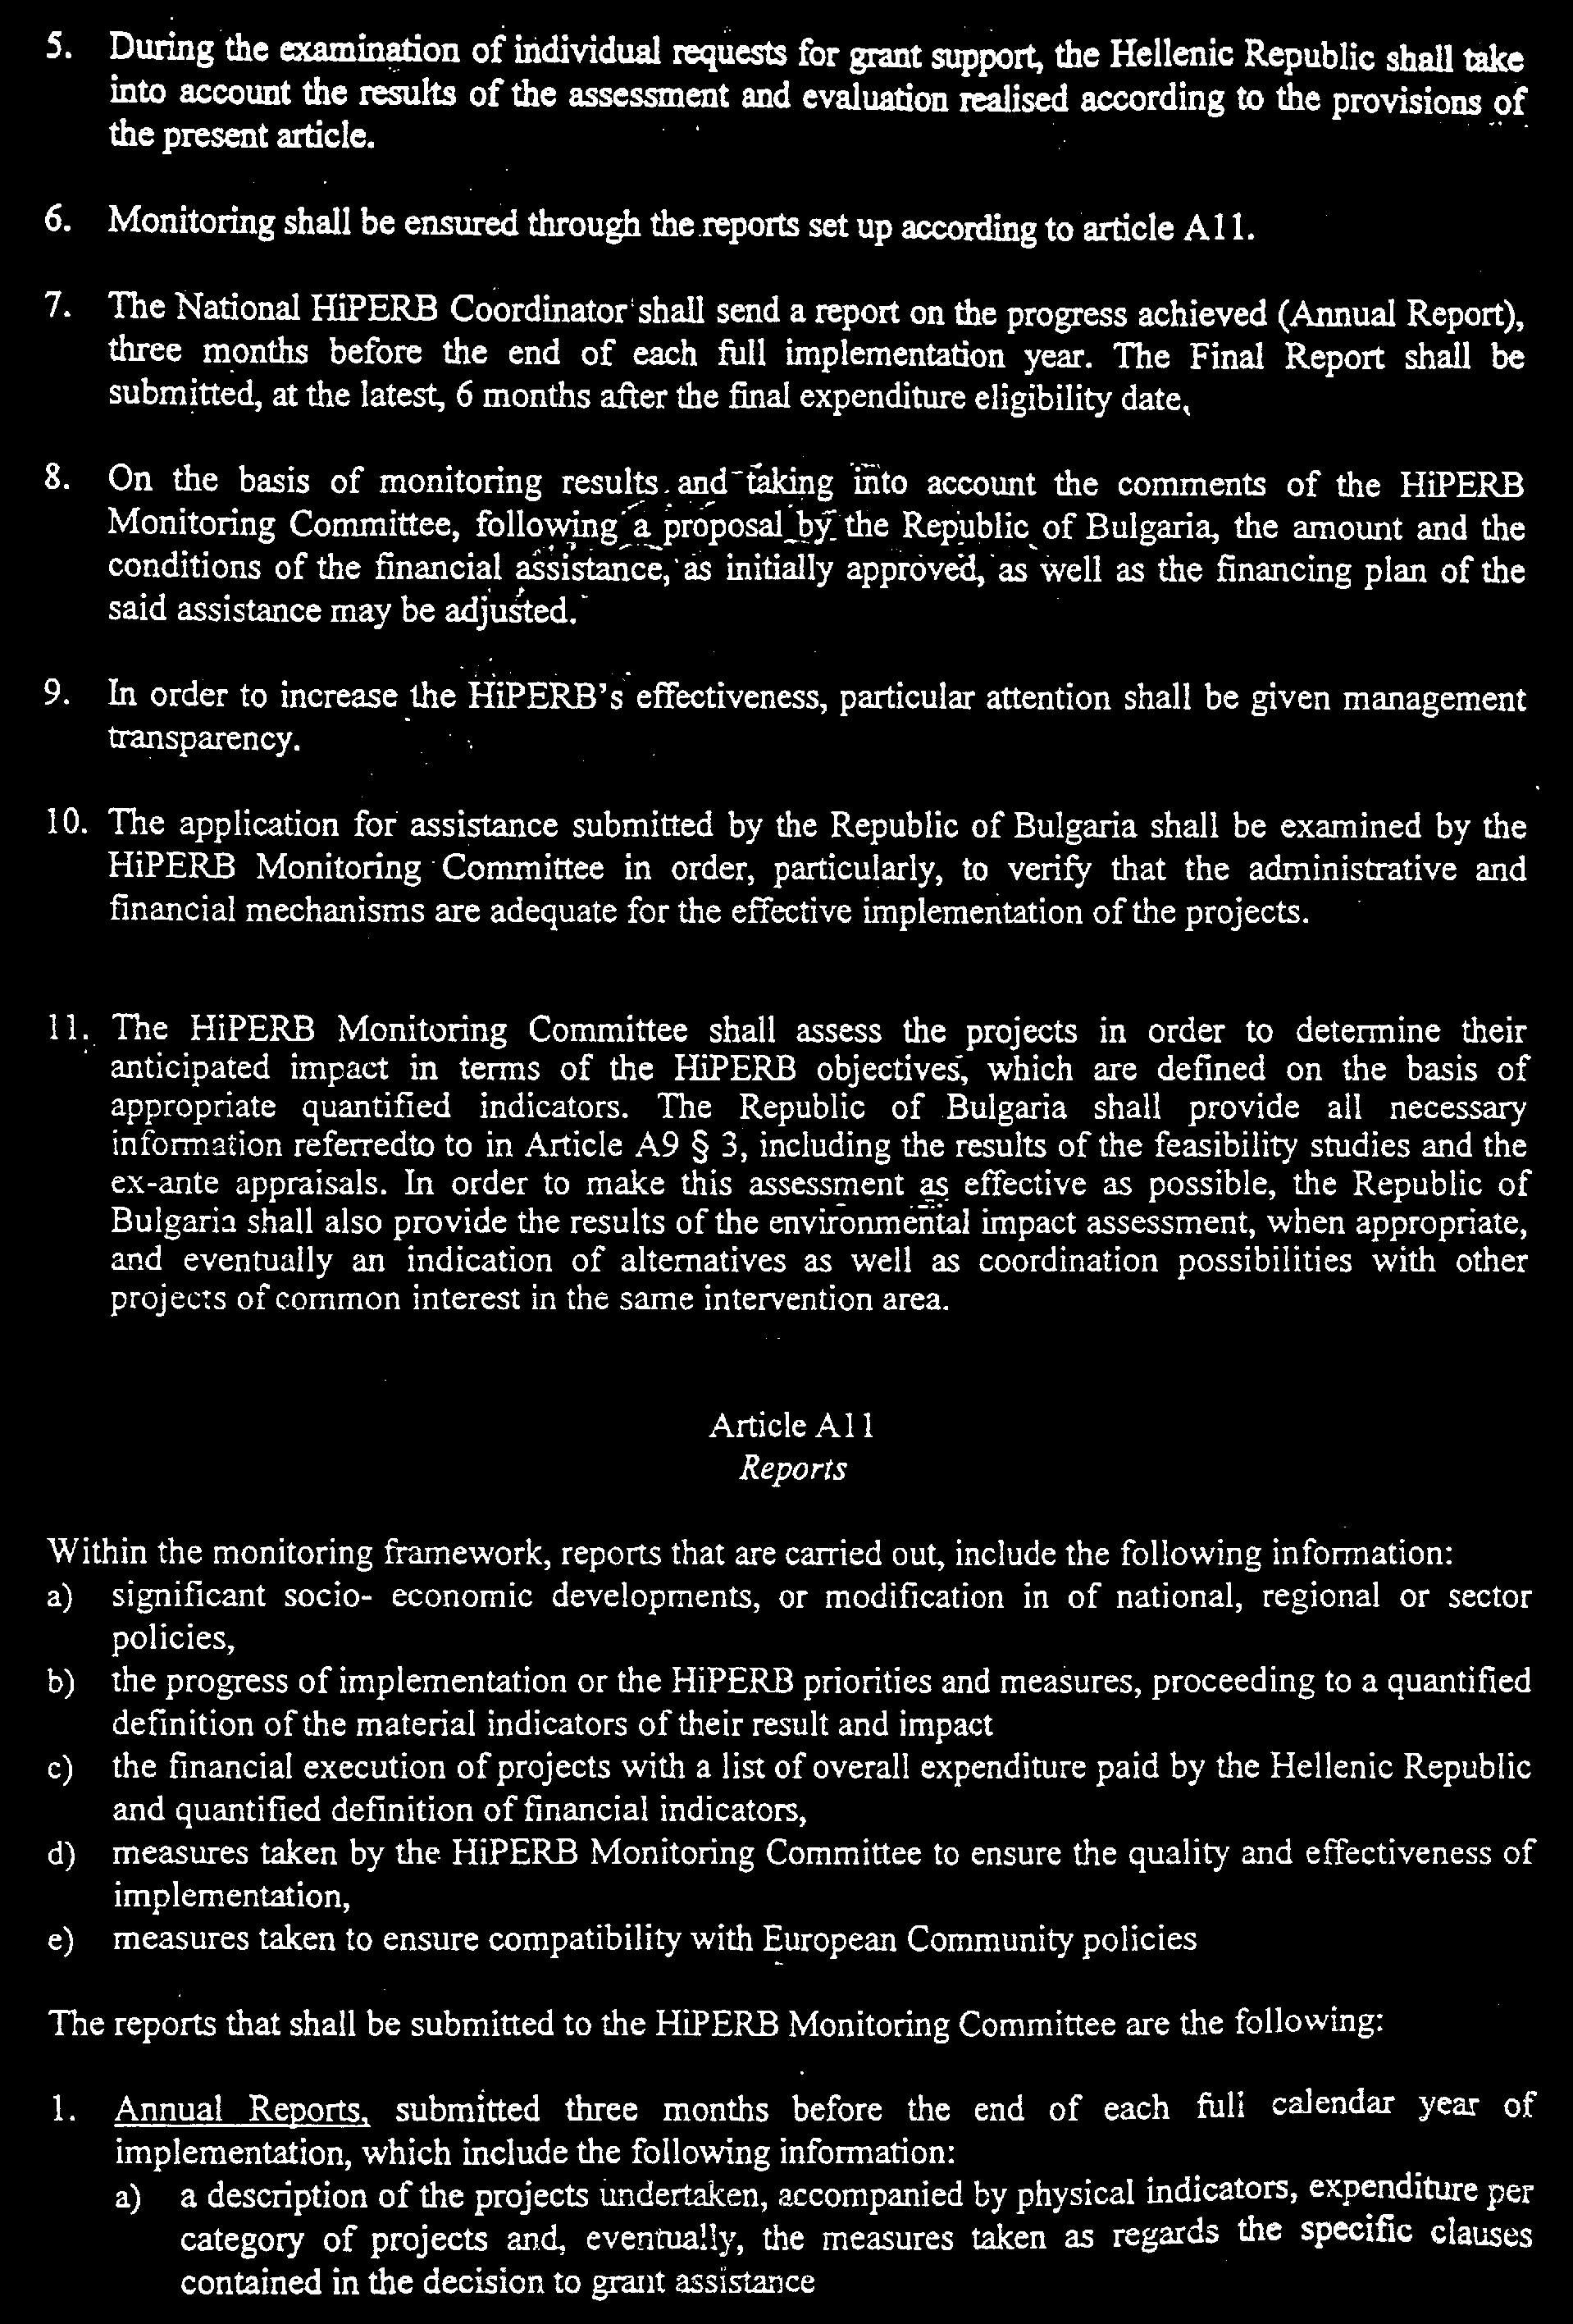 5. During the examination of individual requests for grant support, the Hellenic Republic shall take
into account the results of the assessment and evaluation realised according to the provisions of
the present article.
6. Monitoring shall be ensured through the reports set up according to article A11.
7. The National HiPERB Coordinator shall send a report on the progress achieved (Annual Report),
three months before the end of each full implementation year. The Final Report shall be
submitted, at the latest, 6 months after the final expenditure eligibility date,
8. On the basis of monitoring results and taking into account the comments of the HiPERB
Monitoring Committee, following a proposal by the Republic of Bulgaria, the amount and the
conditions of the financial assistance, as initially approved, as well as the financing plan of the
said assistance may be adjusted.
9. In order to increase the HiPERB's effectiveness, particular attention shall be given management
transparency.
10. The application for assistance submitted by the Republic of Bulgaria shall be examined by the
HiPERB Monitoring Committee in order, particularly, to verify that the administrative and
financial mechanisms are adequate for the effective implementation of the projects.
11. The HiPERB Monitoring Committee shall assess the projects in order to determine their
anticipated impact in terms of the HiPERB objectives, which are defined on the basis of
appropriate quantified indicators. The Republic of Bulgaria shall provide all necessary
information referredto to in Article A9 § 3, including the results of the feasibility studies and the
ex-ante appraisals. In order to make this assessment as effective as possible, the Republic of
Bulgaria shall also provide the results of the environmental impact assessment, when appropriate,
and eventually an indication of alternatives as well as coordination possibilities with other
projects of common interest in the same intervention area.
Article A11
Reports
Within the monitoring framework, reports that are carried out, include the following information:
a) significant socio- economic developments, or modification in of national, regional or sector
policies,
b) the progress of implementation or the HiPERB priorities and measures, proceeding to a quantified
definition of the material indicators of their result and impact
c) the financial execution of projects with a list of overall expenditure paid by the Hellenic Republic
and quantified definition of financial indicators,
d) measures taken by the HiPERB Monitoring Committee to ensure the quality and effectiveness of
implementation,
e) measures taken to ensure compatibility with European Community policies
The reports that shall be submitted to the HiPERB Monitoring Committee are the following:
1. Annual Reports, submitted three months before the end of each full calendar year of
implementation, which include the following information:
a) a description of the projects undertaken, accompanied by physical indicators, expenditure per
category of projects and, eventually, the measures taken as regards the specific clauses
contained in the decision to grant assistance